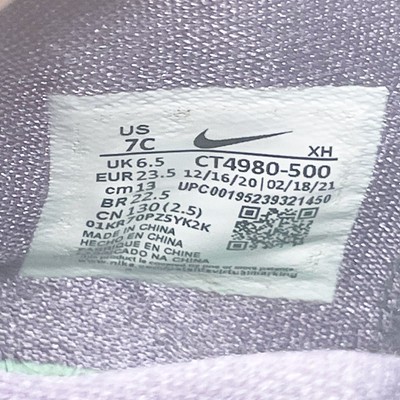 US
7C
XH
UK 6.5 CT4980-500
EUR 23.5 12/16/20 | 02/18/21
cm 13 UPC00195239321450
BR 22.5
CN 130 (2.5)
01KR70PZSYK2K
MADE IN CHINA
HECHO EN CHINA
FABRIQUE EN CHINE
FABRICADO NA CHINA